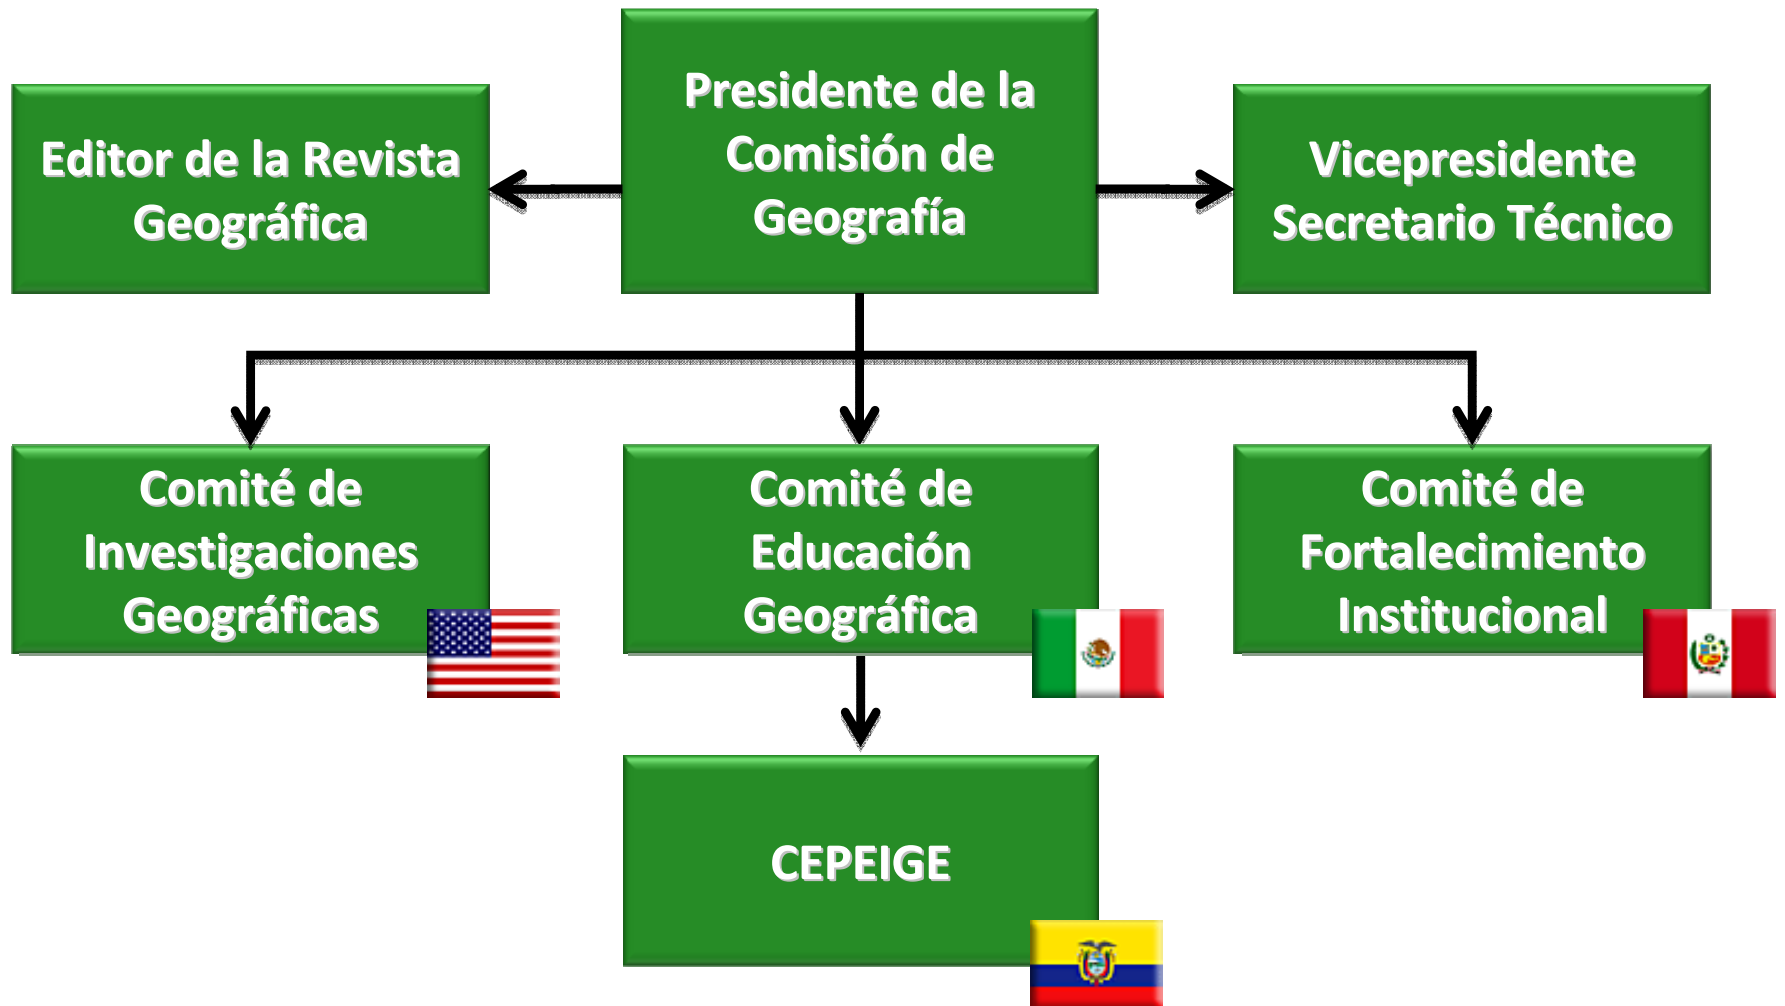 Presidente de la
Comisión de
Geografía
Editor de la Revista
Geográfica
Vicepresidente
Secretario Técnico
Comité de
Investigaciones
Geográficas
Comité de
Educación
Geográfica
Comité de
Fortalecimiento
Institucional
CEPEIGE